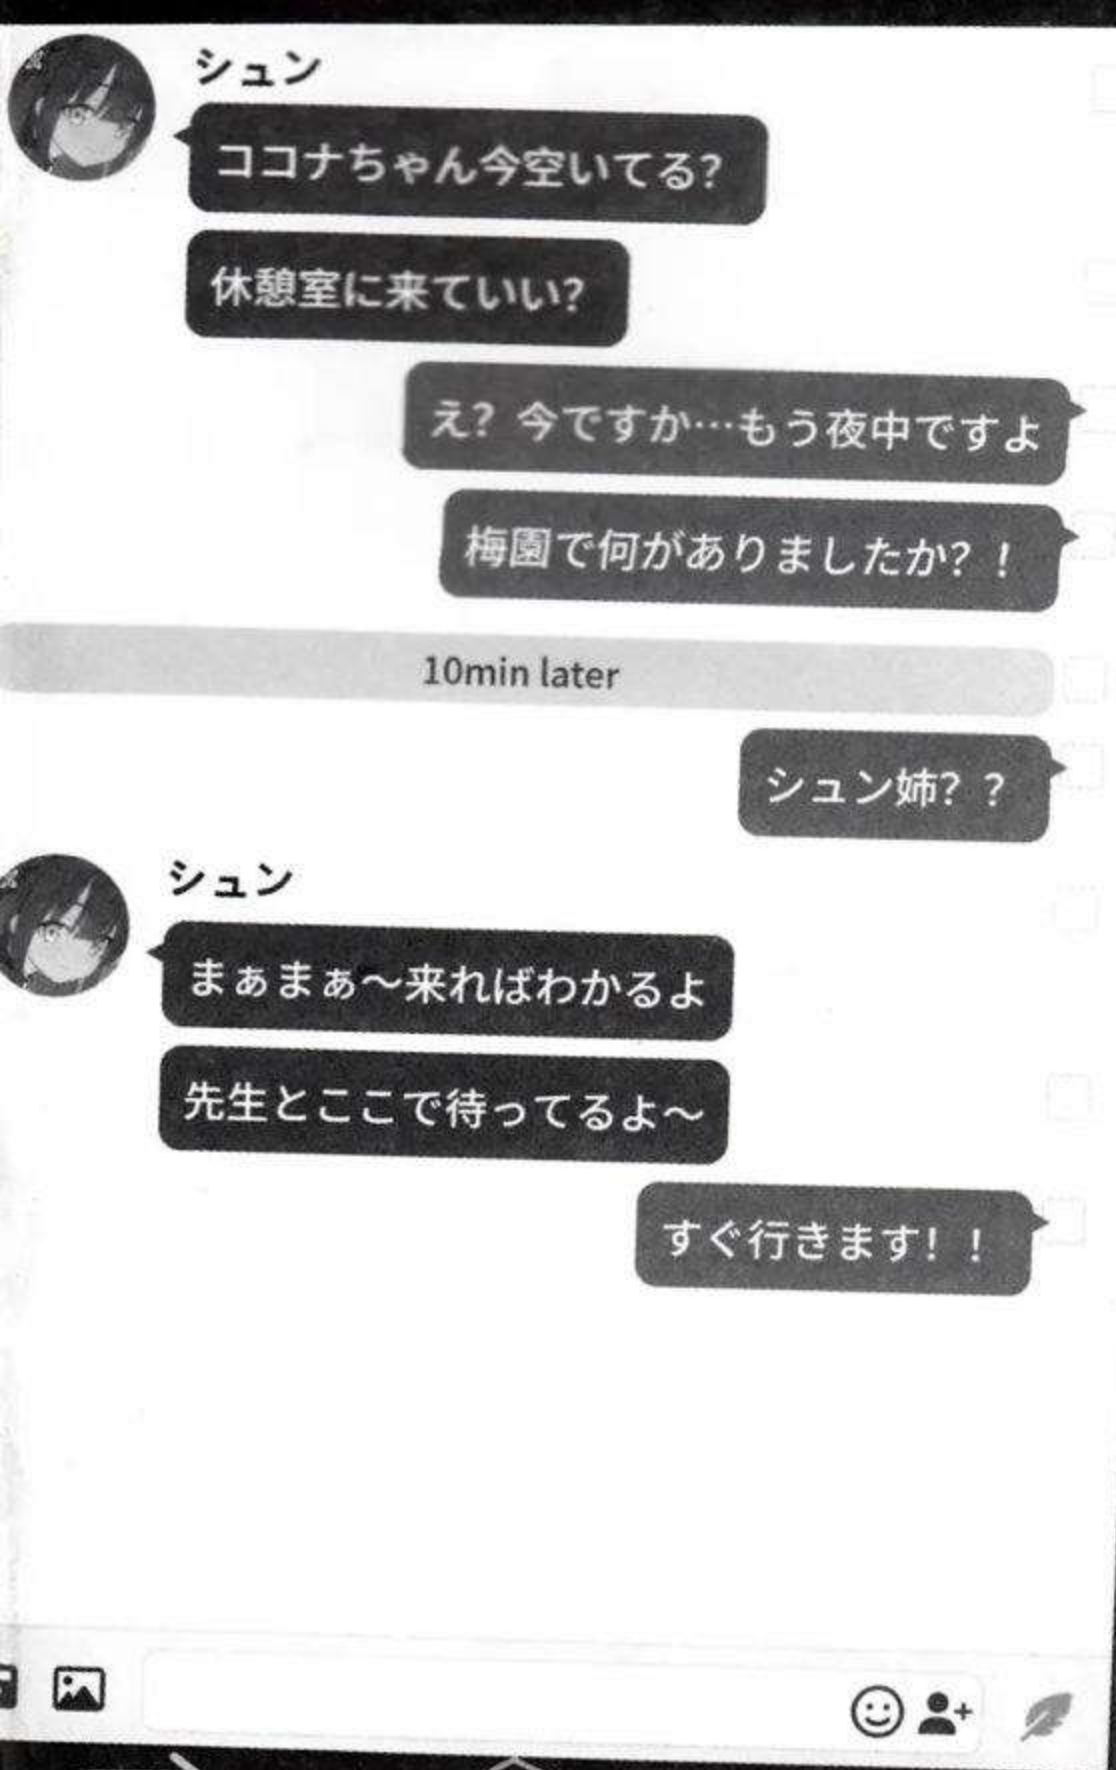 シュン
ココナちゃん今空いてる?
休憩室に来ていい?
え? 今ですか…もう夜中ですよ
梅園で何がありましたか?!
10min later
シュン姉??
シュン
まぁまぁ〜来ればわかるよ
先生とここで待ってるよ〜
すぐ行きます!!